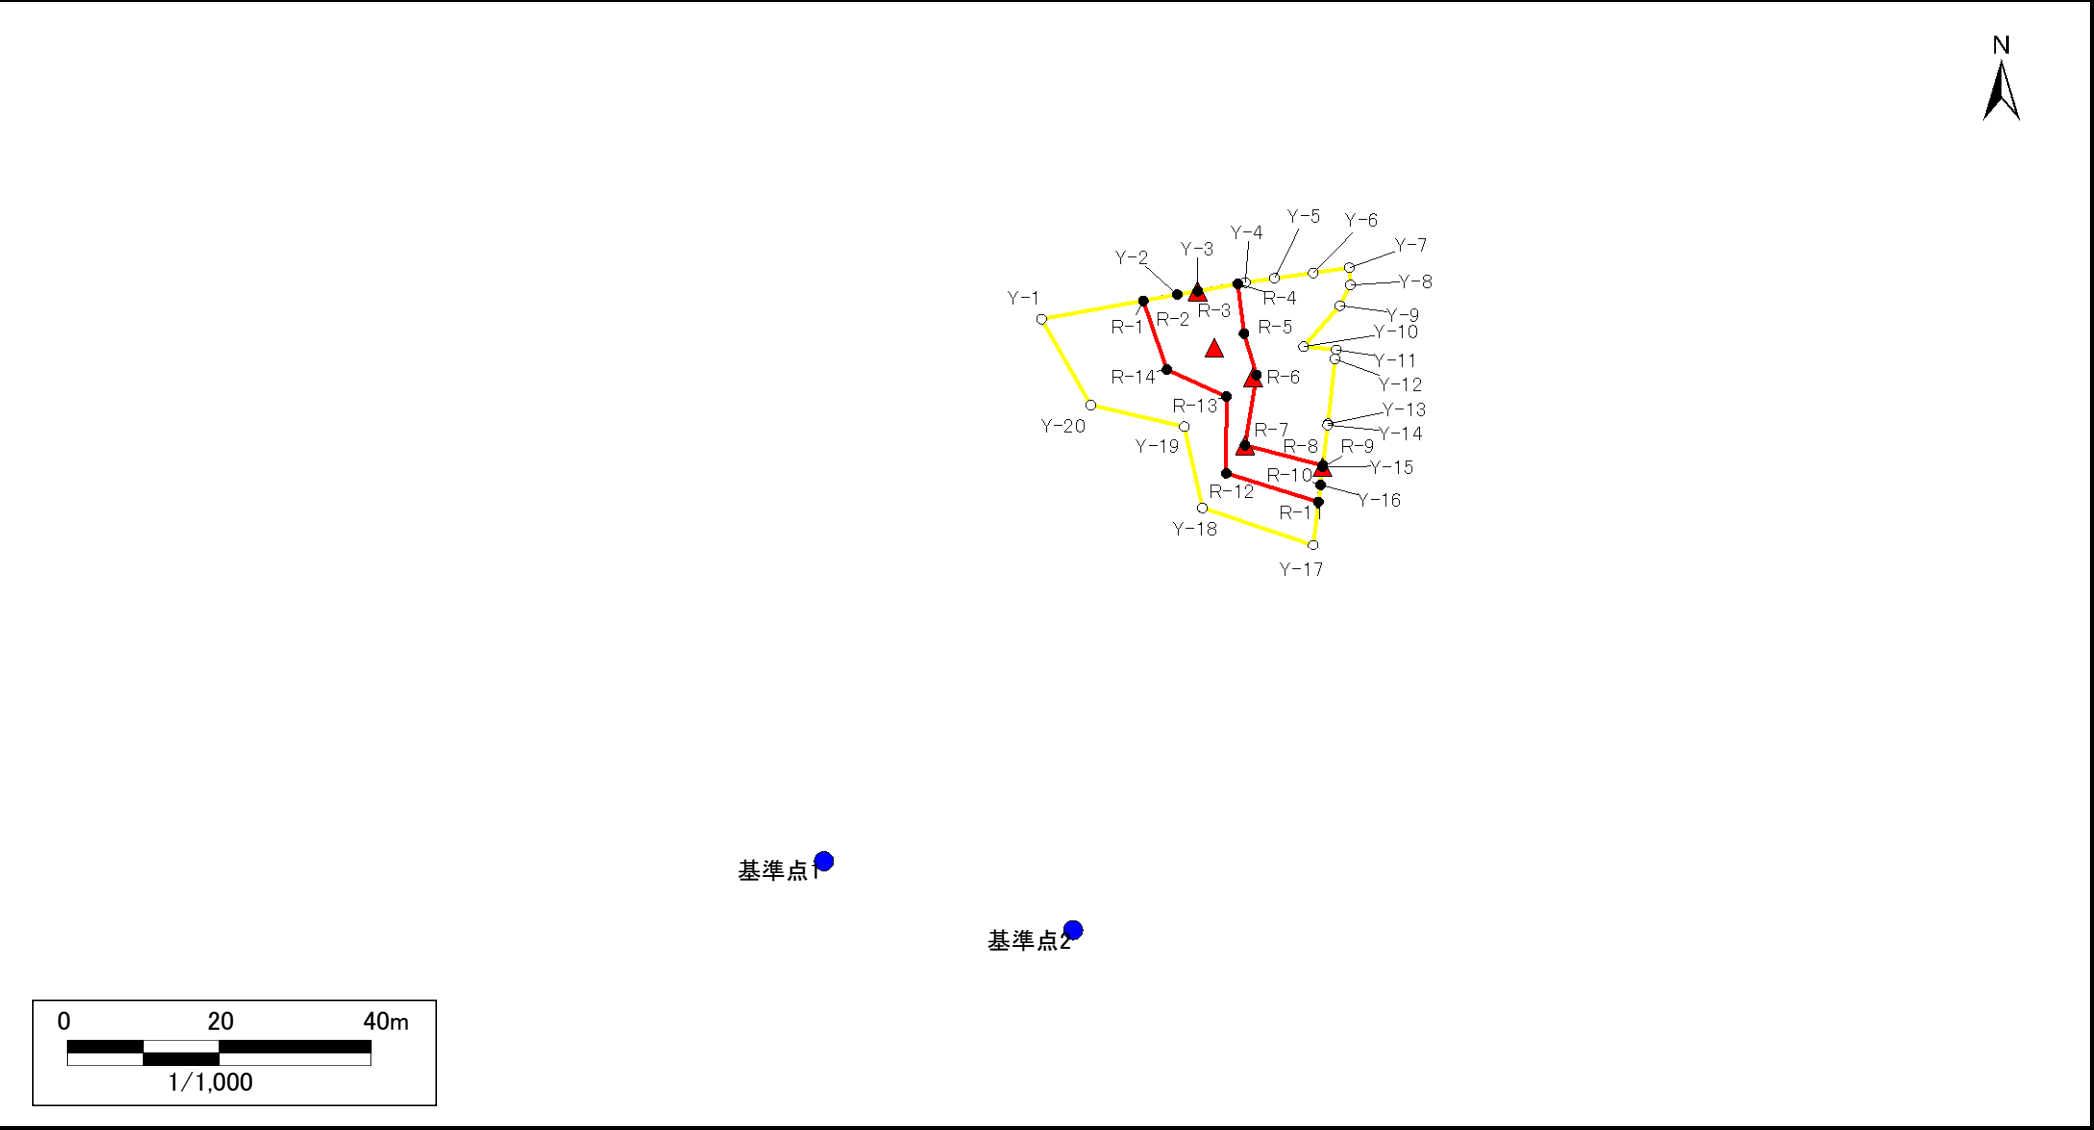 N
Y-5
Y-6
Y-4
Y-3
Y-7
Y-2
Y-8
Y-1
R-4
R-3
R-2
R-1
Y-9
R-5
Y-10
Y-11
R-14
R-6
Y-12
R-13
Y-13
Y-20
R-7
Y-14
Y-19
R-8
R-9
R-10
Y-15
R-12
Y-16
R-11
Y-18
Y-17
基準点1
基準点2
0 20 40m
1/1,000